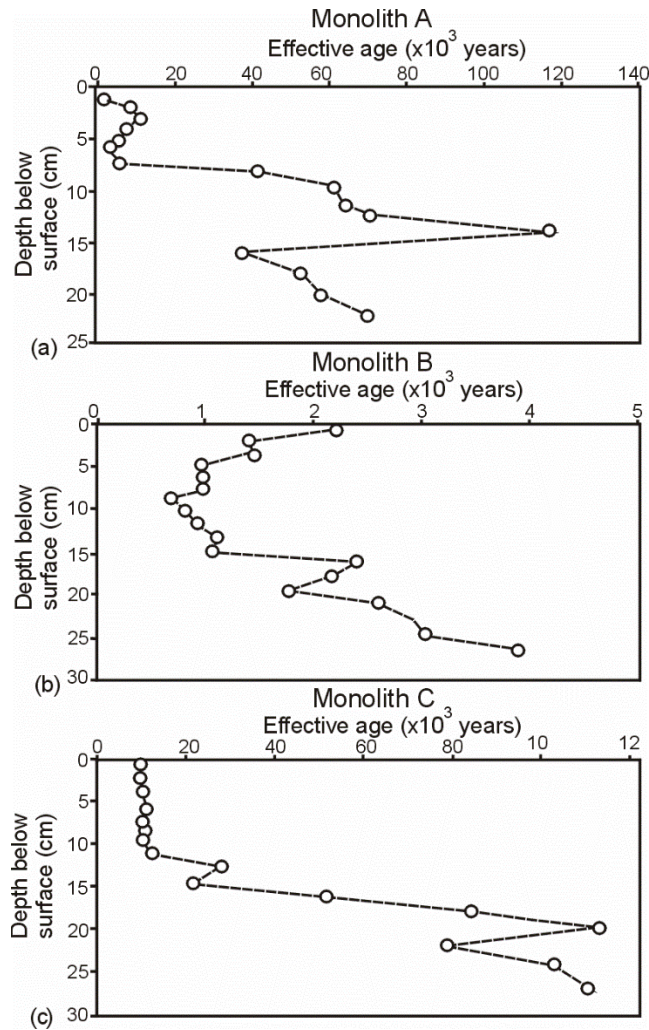 Monolith A
Effective age (x10³ years)
0 20 40 60 80 100 120 140
0
5
10
15
20
25
Depth below
surface (cm)
(a)
Monolith B
Effective age (x10³ years)
0 1 2 3 4 5
0
5
10
15
20
25
30
Depth below
surface (cm)
(b)
Monolith C
Effective age (x10³ years)
0 20 40 60 80 10 12
0
5
10
15
20
25
30
Depth below
surface (cm)
(c)